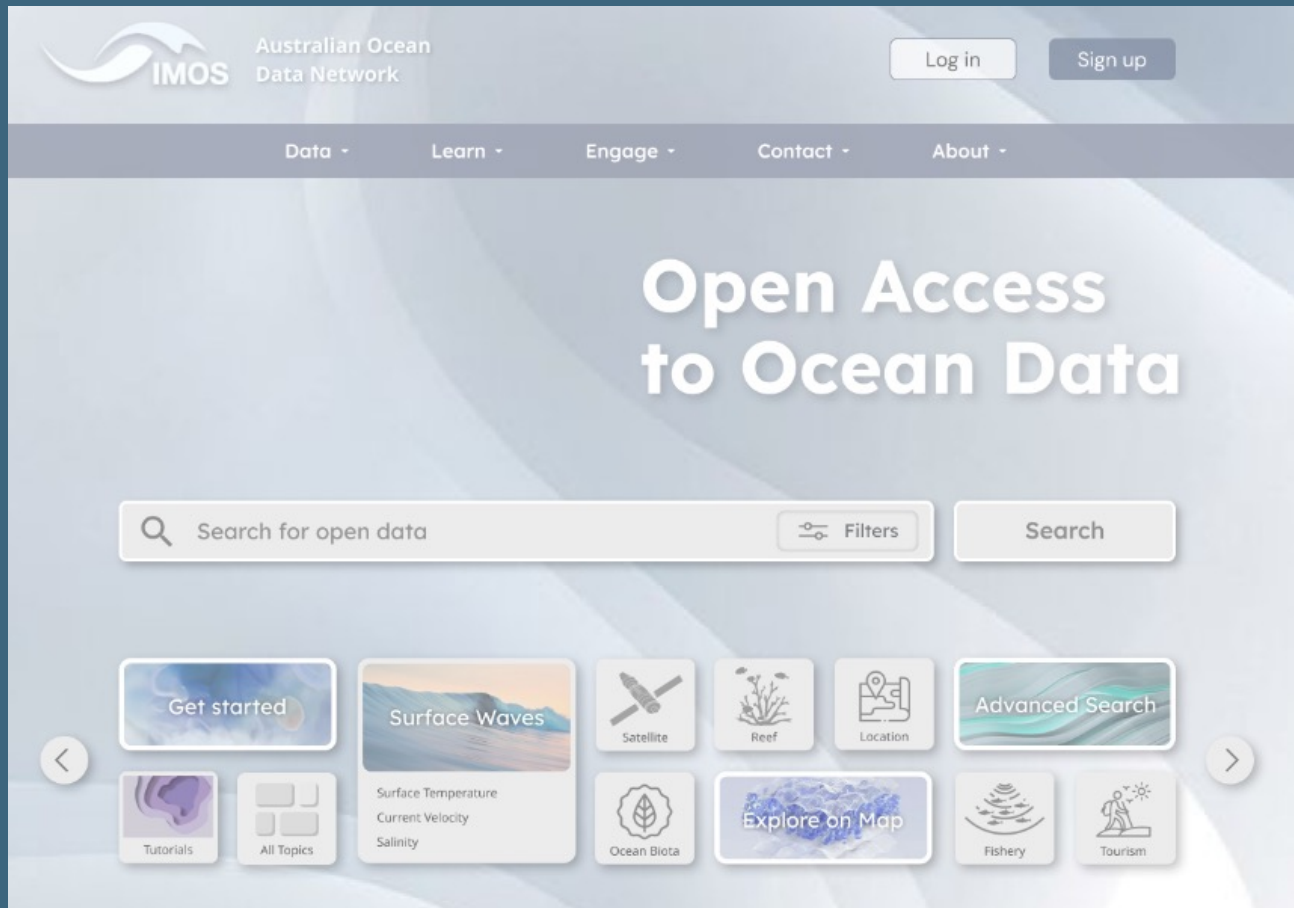 IMOS
Australian Ocean
Data Network
Log in
Sign up
Data
Learn
Engage
Contact
About
Open Access
to Ocean Data
Search for open data
Filters
Search
Get started
Surface Waves
Surface Temperature
Current Velocity
Salinity
Satellite
Reef
Location
Advanced Search
Tutorials
All Topics
Ocean Biota
Explore on Map
Fishery
Tourism